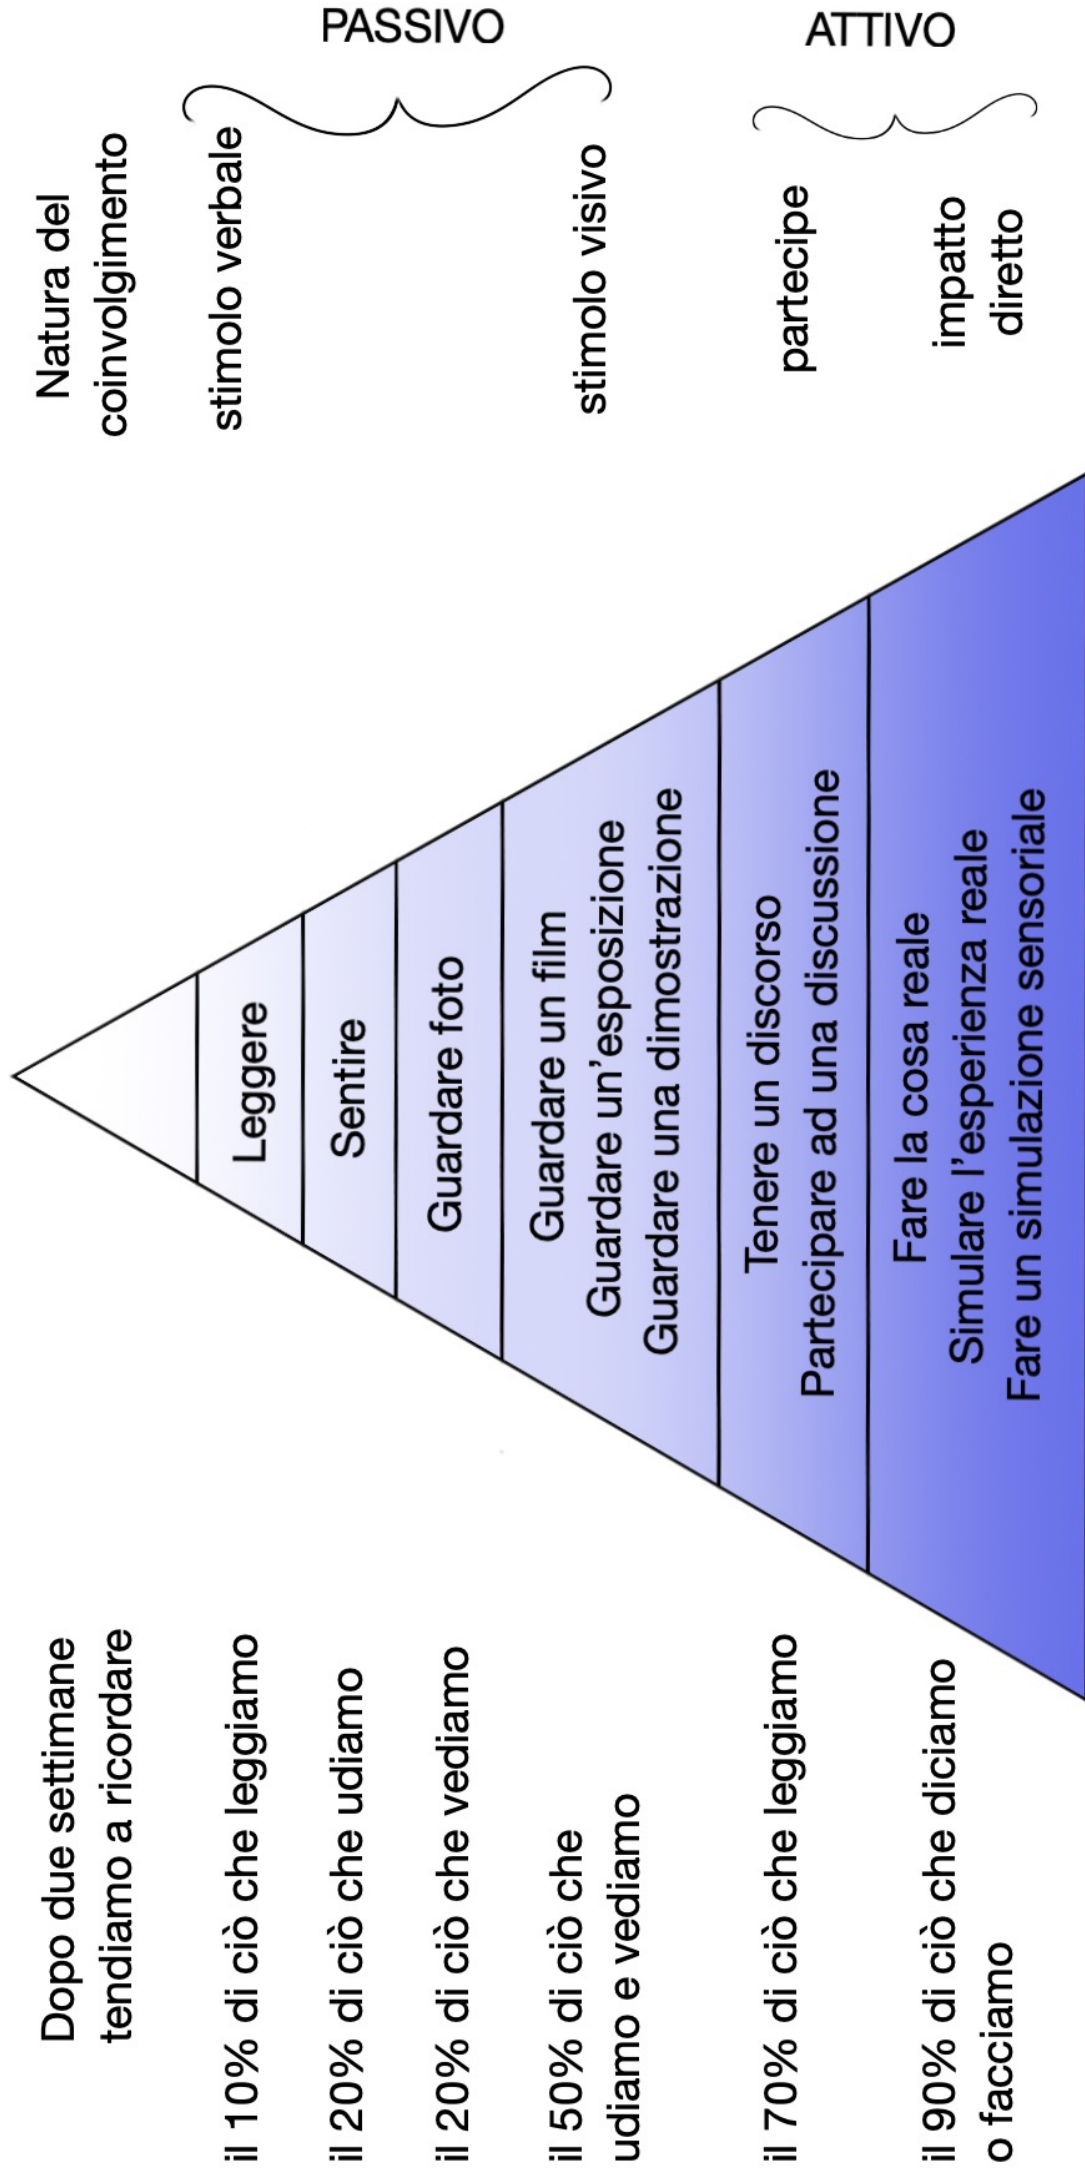 Dopo due settimane
tendiamo a ricordare
il 10% di ciò che leggiamo
il 20% di ciò che udiamo
il 20% di ciò che vediamo
il 50% di ciò che
udiamo e vediamo
il 70% di ciò che leggiamo
il 90% di ciò che diciamo
o facciamo
Leggere
Sentire
Guardare foto
Guardare un film
Guardare un'esposizione
Guardare una dimostrazione
Tenere un discorso
Partecipare ad una discussione
Fare la cosa reale
Simulare l'esperienza reale
Fare un simulazione sensoriale
Natura del
coinvolgimento
stimolo verbale
stimolo visivo
partecipe
impatto
diretto
PASSIVO
ATTIVO